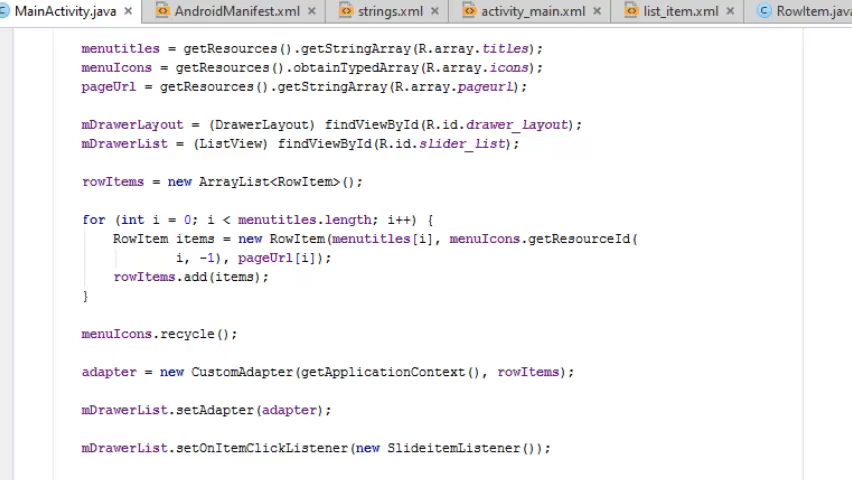 MainActivity.java × AndroidManifest.xml × strings.xml × activity_main.xml × list_item.xml × RowItem.java
menutitles = getResources().getStringArray(R.array.titles);
menuIcons = getResources().obtainTypedArray(R.array.icons);
pageUrl = getResources().getStringArray(R.array.pageurl);
mDrawerLayout = (DrawerLayout) findViewById(R.id.drawer_layout);
mDrawerList = (ListView) findViewById(R.id.slider_list);
rowItems = new ArrayList<RowItem>();
for (int i = 0; i < menutitles.length; i++) {
RowItem items = new RowItem(menutitles[i], menuIcons.getResourceId(
i, -1), pageUrl[i]);
rowItems.add(items);
}
menuIcons.recycle();
adapter = new CustomAdapter(getApplicationContext(), rowItems);
mDrawerList.setAdapter(adapter);
mDrawerList.setOnItemClickListener(new SlideitemListener());